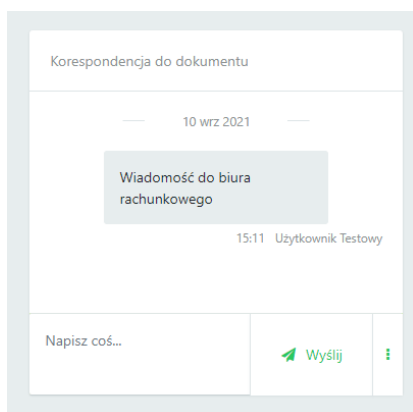 Korespondencja do dokumentu
10 wrz 2021
Wiadomość do biura
rachunkowego
15:11 Użytkownik Testowy
Napisz coś...
Wyślij